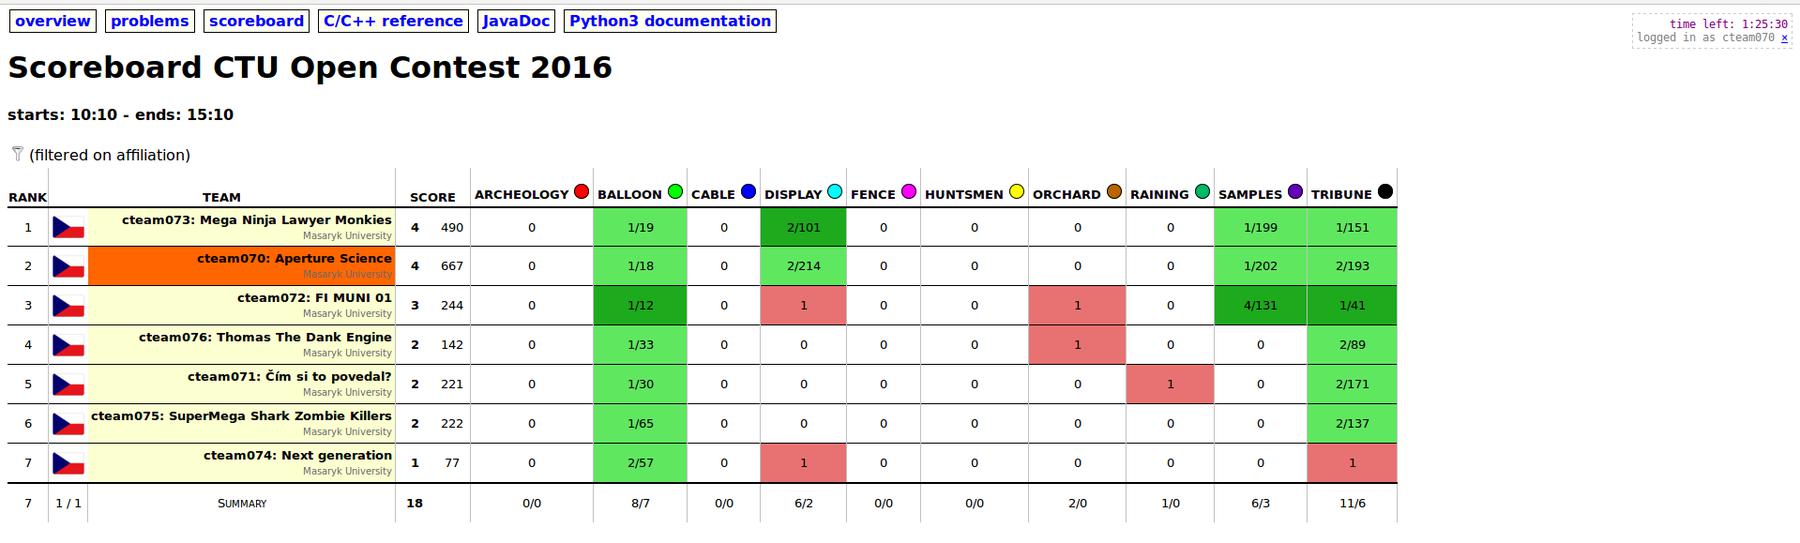 overview problems scoreboard C/C++ reference JavaDoc Python3 documentation
time left: 1:25:30
logged in as cteam070 ×
Scoreboard CTU Open Contest 2016
starts: 10:10 - ends: 15:10
(filtered on affiliation)
RANK TEAM SCORE ARCHEOLOGY BALLOON CABLE DISPLAY FENCE HUNTSMEN ORCHARD RAINING SAMPLES TRIBUNE
1 cteam073: Mega Ninja Lawyer Monkies 4 490 0 1/19 0 2/101 0 0 0 0 1/199 1/151
Masaryk University
2 cteam070: Aperture Science 4 667 0 1/18 0 2/214 0 0 0 0 1/202 2/193
Masaryk University
3 cteam072: FI MUNI 01 3 244 0 1/12 0 1 0 0 1 0 4/131 1/41
Masaryk University
4 cteam076: Thomas The Dank Engine 2 142 0 1/33 0 0 0 0 1 0 0 2/89
Masaryk University
5 cteam071: Čím si to povedal? 2 221 0 1/30 0 0 0 0 0 1 0 2/171
Masaryk University
6 cteam075: SuperMega Shark Zombie Killers 2 222 0 1/65 0 0 0 0 0 0 0 2/137
Masaryk University
7 cteam074: Next generation 1 77 0 2/57 0 1 0 0 0 0 0 1
Masaryk University
7 1 / 1 Summary 18 0/0 8/7 0/0 6/2 0/0 0/0 2/0 1/0 6/3 11/6